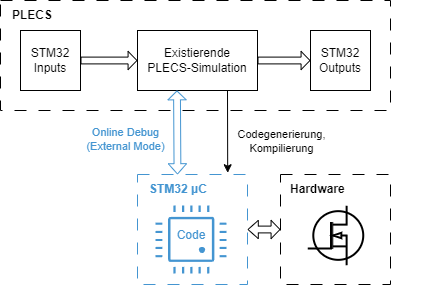 PLECS
STM32
Inputs
Existierende
PLECS-Simulation
STM32
Outputs
Online Debug
(External Mode)
Codegenerierung,
Kompilierung
STM32 µC
Code
Hardware